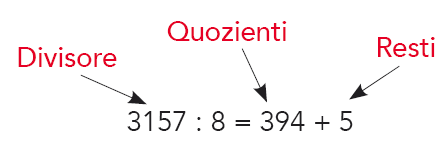 Quozienti
Divisore
Resti
3157 : 8 = 394 + 5